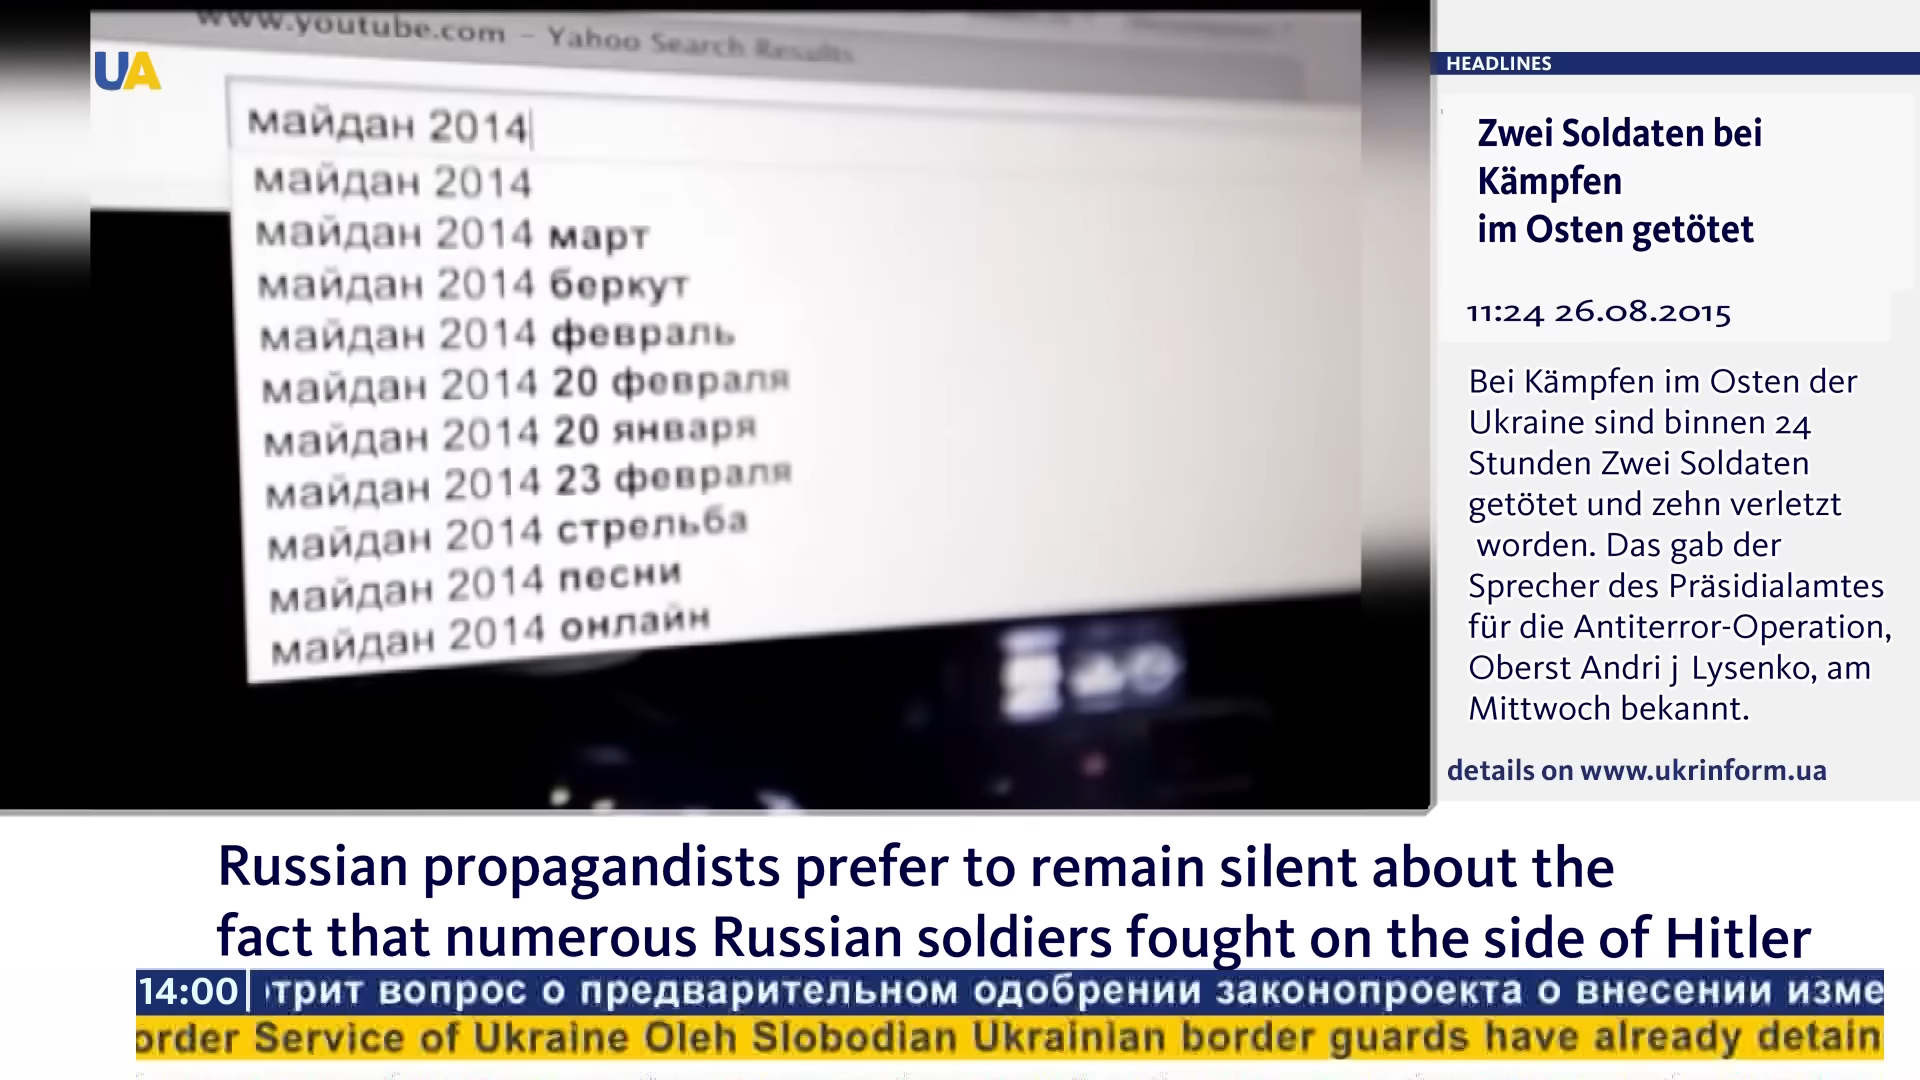 www.youtube.com – Yahoo Search Results
UA
майдан 2014
майдан 2014
майдан 2014 март
майдан 2014 беркут
майдан 2014 февраль
майдан 2014 20 февраля
майдан 2014 20 января
майдан 2014 23 февраля
майдан 2014 стрельба
майдан 2014 песни
майдан 2014 онлайн
HEADLINES
Zwei Soldaten bei
Kämpfen
im Osten getötet
11:24 26.08.2015
Bei Kämpfen im Osten der
Ukraine sind binnen 24
Stunden Zwei Soldaten
getötet und zehn verletzt
worden. Das gab der
Sprecher des Präsidialamtes
für die Antiterror-Operation,
Oberst Andri j Lysenko, am
Mittwoch bekannt.
details on www.ukrinform.ua
Russian propagandists prefer to remain silent about the
fact that numerous Russian soldiers fought on the side of Hitler
14:00 трит вопрос о предварительном одобрении законопроекта о внесении изме
order Service of Ukraine Oleh Slobodian Ukrainian border guards have already detain